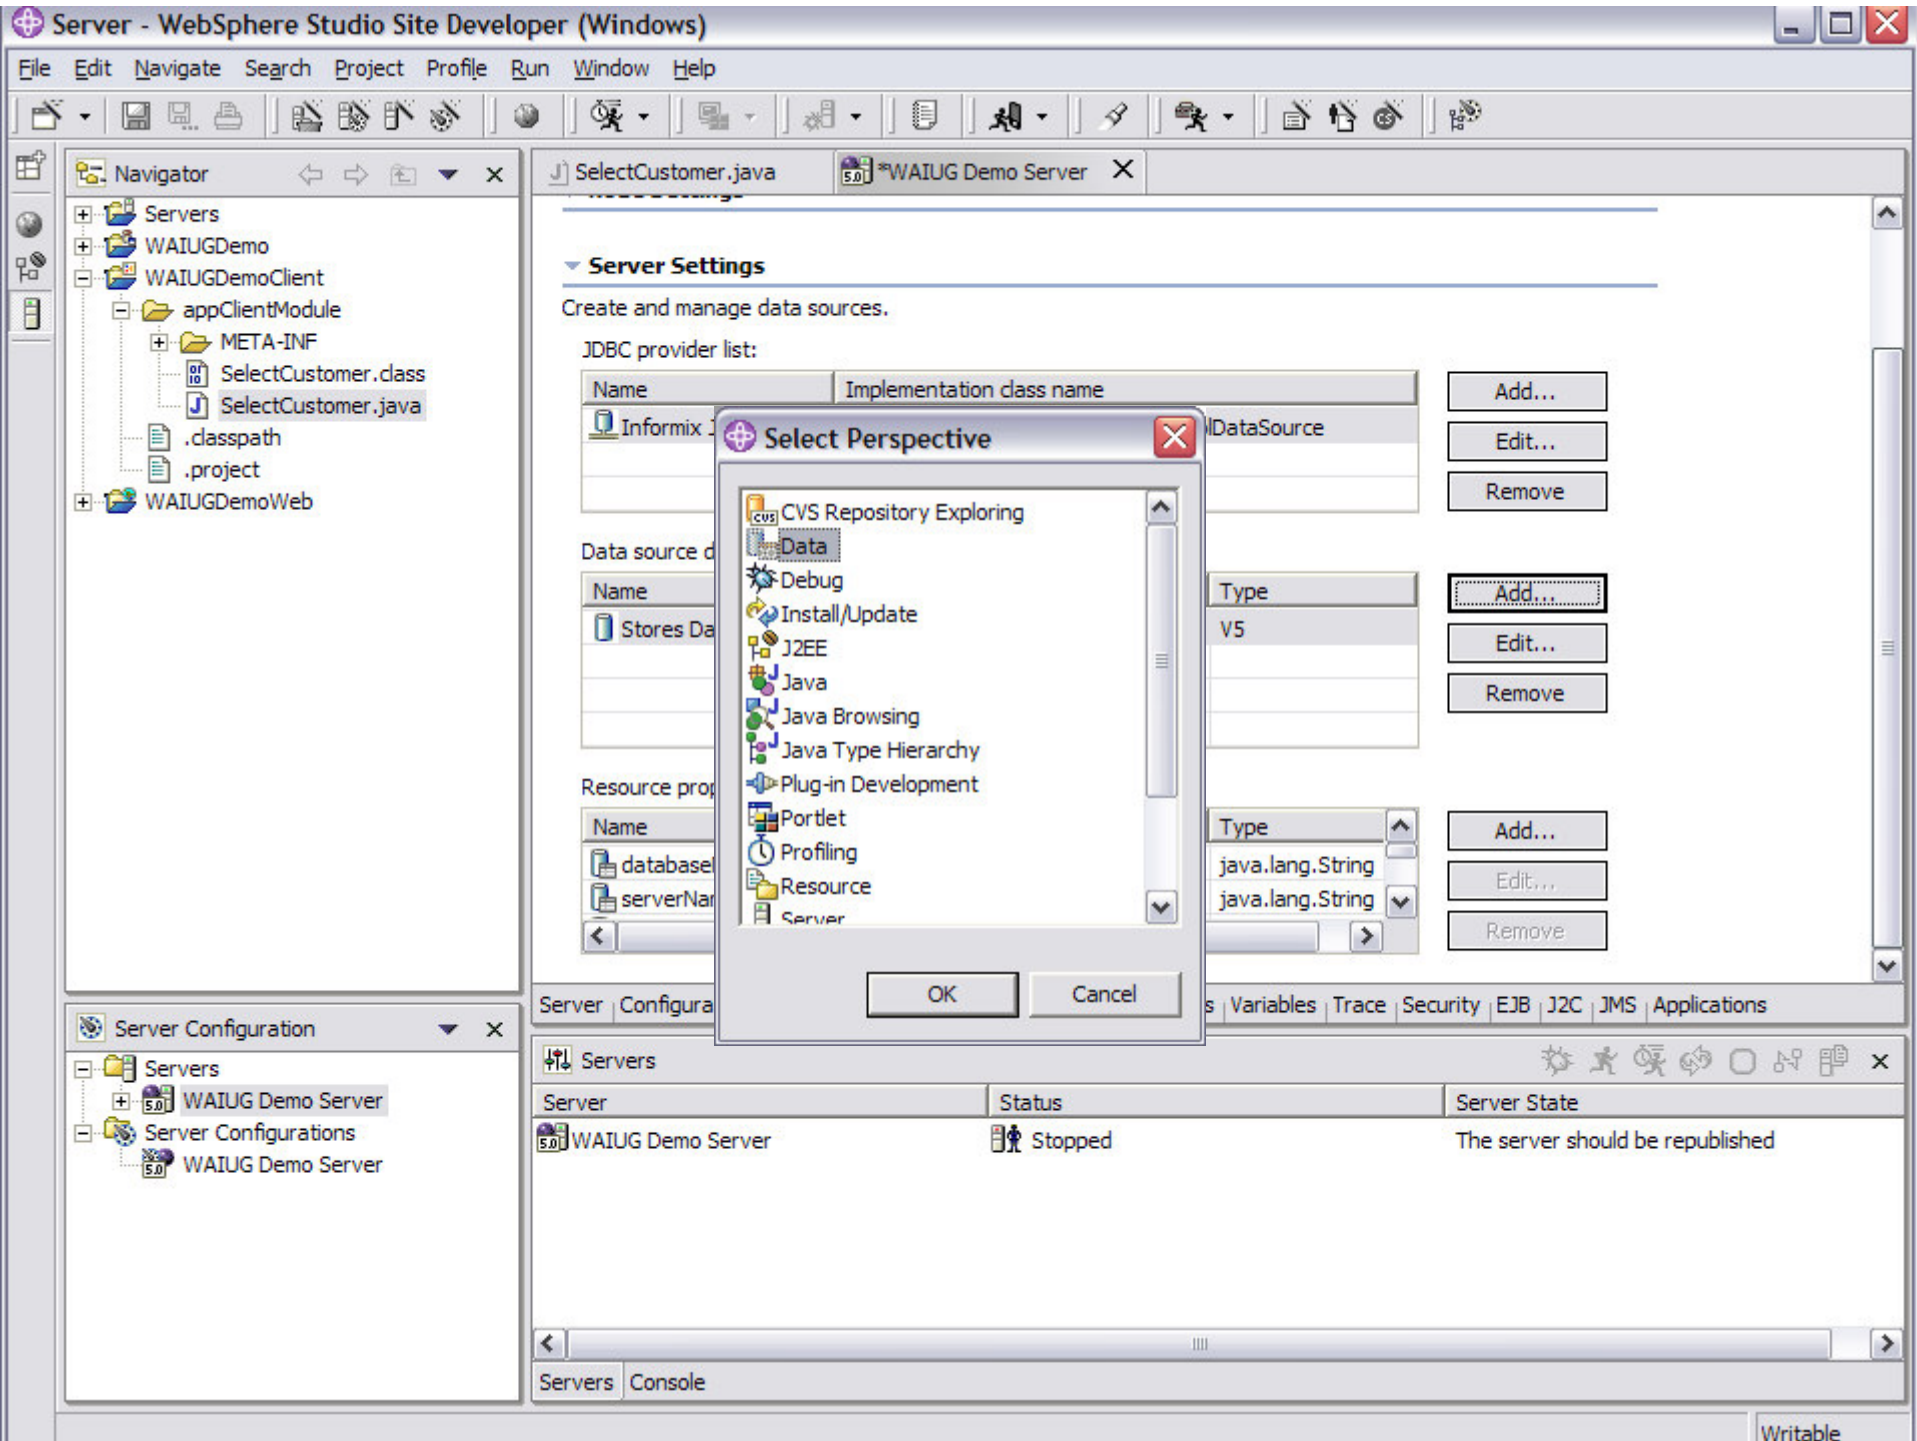 Server - WebSphere Studio Site Developer (Windows)
File Edit Navigate Search Project Profile Run Window Help
Navigator
Servers
WAIUGDemo
WAIUGDemoClient
appClientModule
META-INF
SelectCustomer.class
SelectCustomer.java
.classpath
.project
WAIUGDemoWeb
SelectCustomer.java *WAIUG Demo Server
Server Settings
Create and manage data sources.
JDBC provider list:
Name Implementation class name
Informix J lDataSource
Add...
Edit...
Remove
Data source d
Name Type
Stores Da V5
Add...
Edit...
Remove
Resource prop
Name Type
database java.lang.String
serverNa java.lang.String
Add...
Edit...
Remove
Server Configura s Variables Trace Security EJB J2C JMS Applications
Select Perspective
CVS Repository Exploring
Data
Debug
Install/Update
J2EE
Java
Java Browsing
Java Type Hierarchy
Plug-in Development
Portlet
Profiling
Resource
Server
OK Cancel
Server Configuration
Servers
WAIUG Demo Server
Server Configurations
WAIUG Demo Server
Servers
Server Status Server State
WAIUG Demo Server Stopped The server should be republished
Servers Console
Writable